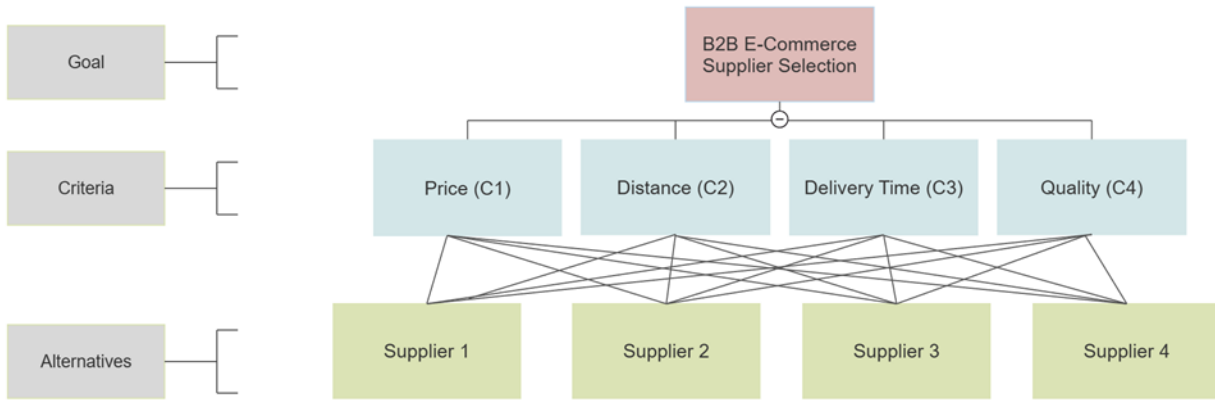 Goal
B2B E-Commerce
Supplier Selection
Criteria
Price (C1)
Distance (C2)
Delivery Time (C3)
Quality (C4)
Alternatives
Supplier 1
Supplier 2
Supplier 3
Supplier 4